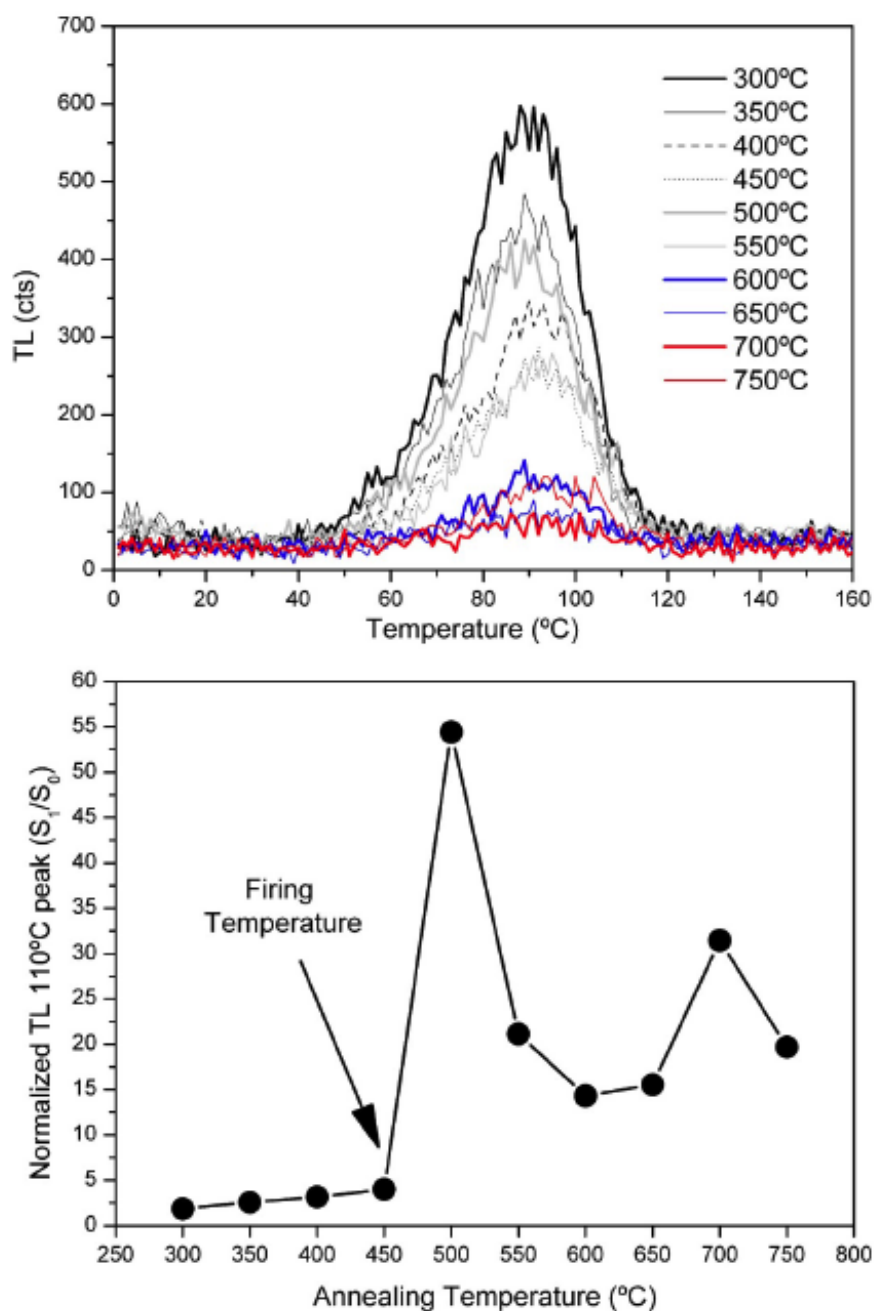 700
600
500
400
300
200
100
0
TL (cts)
300ºC
350ºC
400ºC
450ºC
500ºC
550ºC
600ºC
650ºC
700ºC
750ºC
0 20 40 60 80 100 120 140 160
Temperature (ºC)
60
55
50
45
40
35
30
25
20
15
10
5
0
Normalized TL 110ºC peak (S₁/S₀)
Firing
Temperature
250 300 350 400 450 500 550 600 650 700 750 800
Annealing Temperature (ºC)